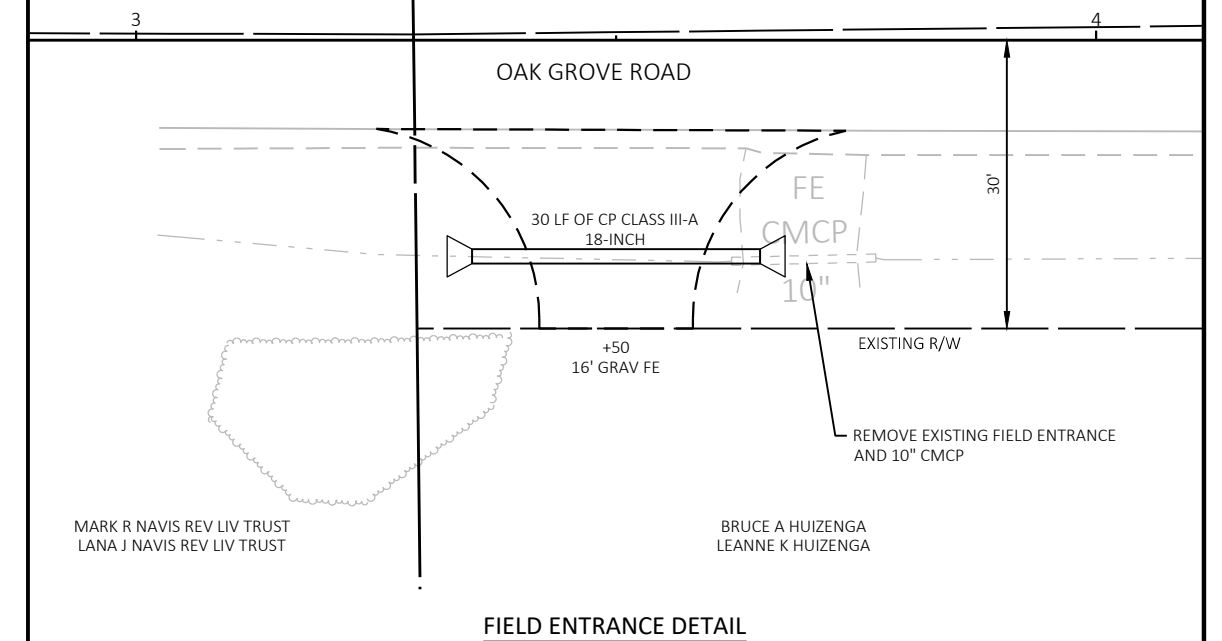 3
4
OAK GROVE ROAD
30'
FE
CMCP
10"
30 LF OF CP CLASS III-A
18-INCH
+50
16' GRAV FE
EXISTING R/W
REMOVE EXISTING FIELD ENTRANCE
AND 10" CMCP
MARK R NAVIS REV LIV TRUST
LANA J NAVIS REV LIV TRUST
BRUCE A HUIZENGA
LEANNE K HUIZENGA
FIELD ENTRANCE DETAIL